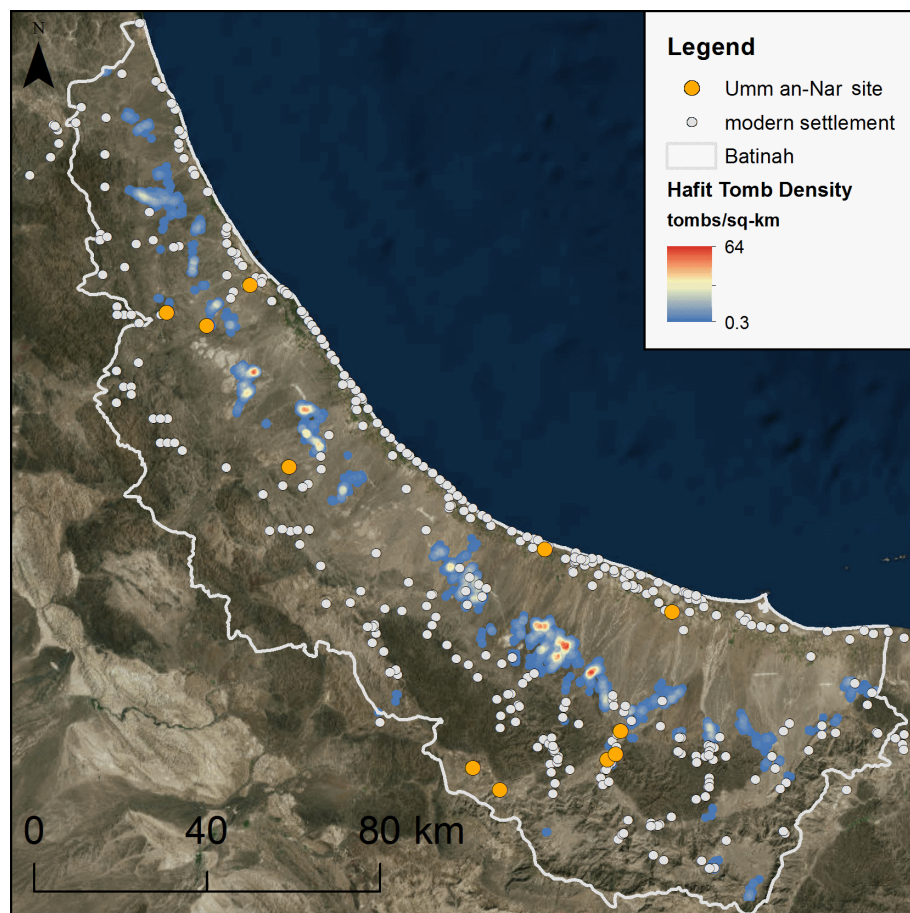 N
Legend
Umm an-Nar site
modern settlement
Batinah
Hafit Tomb Density
tombs/sq-km
64
0.3
0 40 80 km